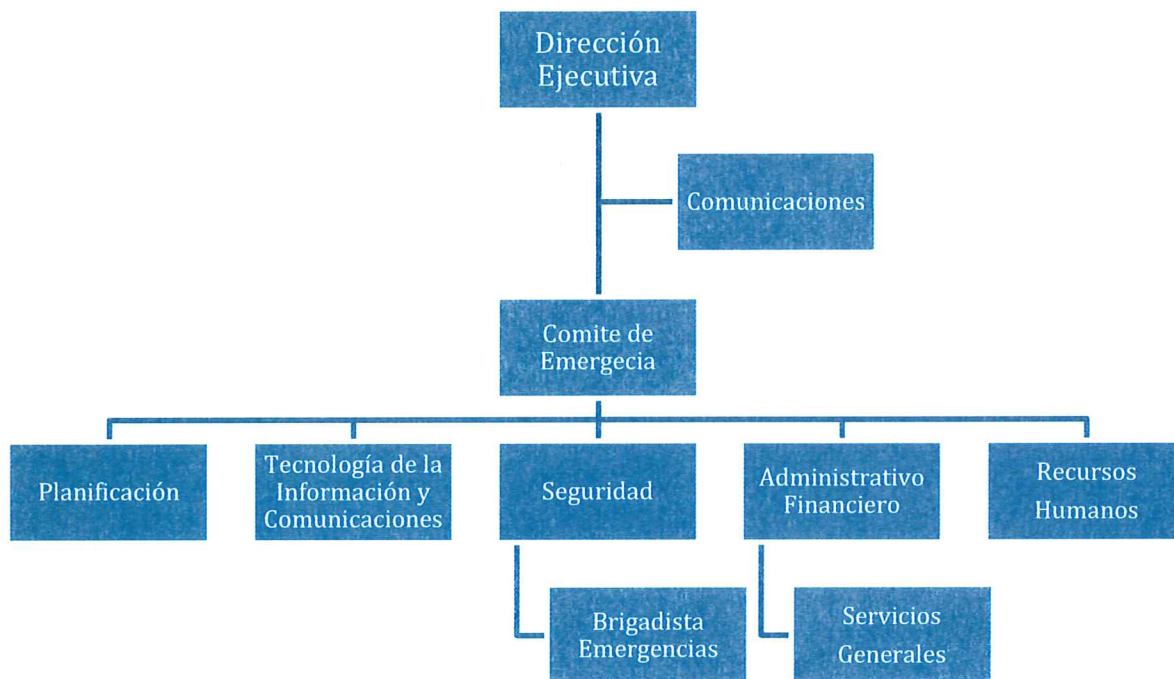 Dirección
Ejecutiva
Comunicaciones
Comite de
Emergecia
Planificación
Tecnología de la
Información y
Comunicaciones
Seguridad
Administrativo
Financiero
Recursos
Humanos
Brigadista
Emergencias
Servicios
Generales